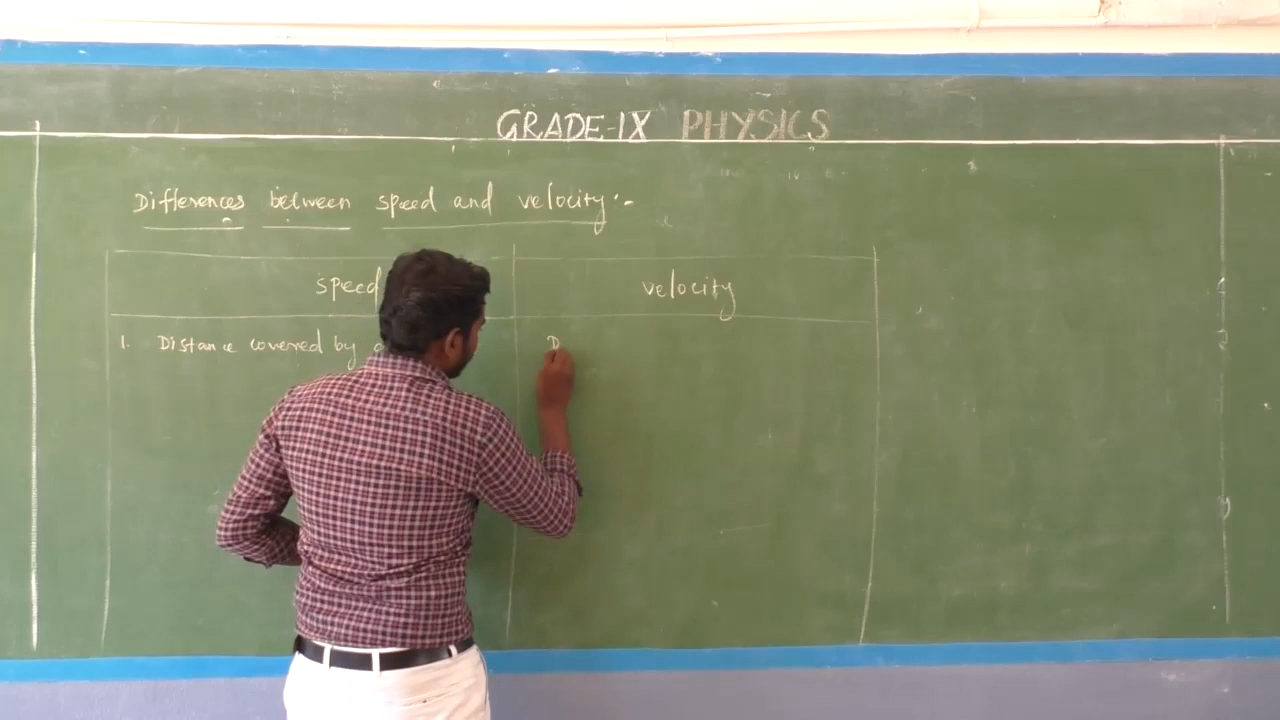 GRADE-IX PHYSICS
Differences between speed and velocity:-
speed velocity
1. Distance covered by D